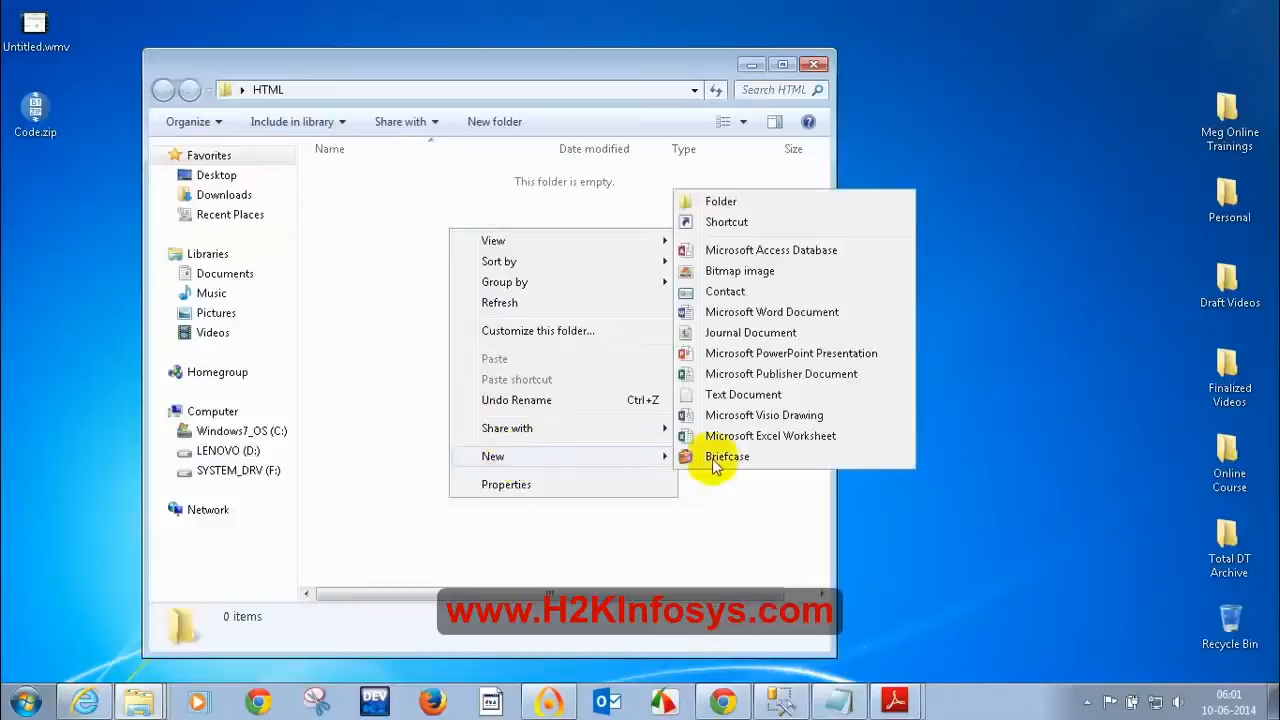 Untitled.wmv
Code.zip
HTML
Search HTML
Organize
Include in library
Share with
New folder
Name
Date modified
Type
Size
This folder is empty.
Favorites
Desktop
Downloads
Recent Places
Libraries
Documents
Music
Pictures
Videos
Homegroup
Computer
Windows7_OS (C:)
LENOVO (D:)
SYSTEM_DRV (F:)
Network
View
Sort by
Group by
Refresh
Customize this folder...
Paste
Paste shortcut
Undo Rename Ctrl+Z
Share with
New
Properties
Folder
Shortcut
Microsoft Access Database
Bitmap image
Contact
Microsoft Word Document
Journal Document
Microsoft PowerPoint Presentation
Microsoft Publisher Document
Text Document
Microsoft Visio Drawing
Microsoft Excel Worksheet
Briefcase
0 items
www.H2KInfosys.com
Meg Online
Trainings
Personal
Draft Videos
Finalized
Videos
Online
Course
Total DT
Archive
Recycle Bin
DEV
06:01
10-06-2014